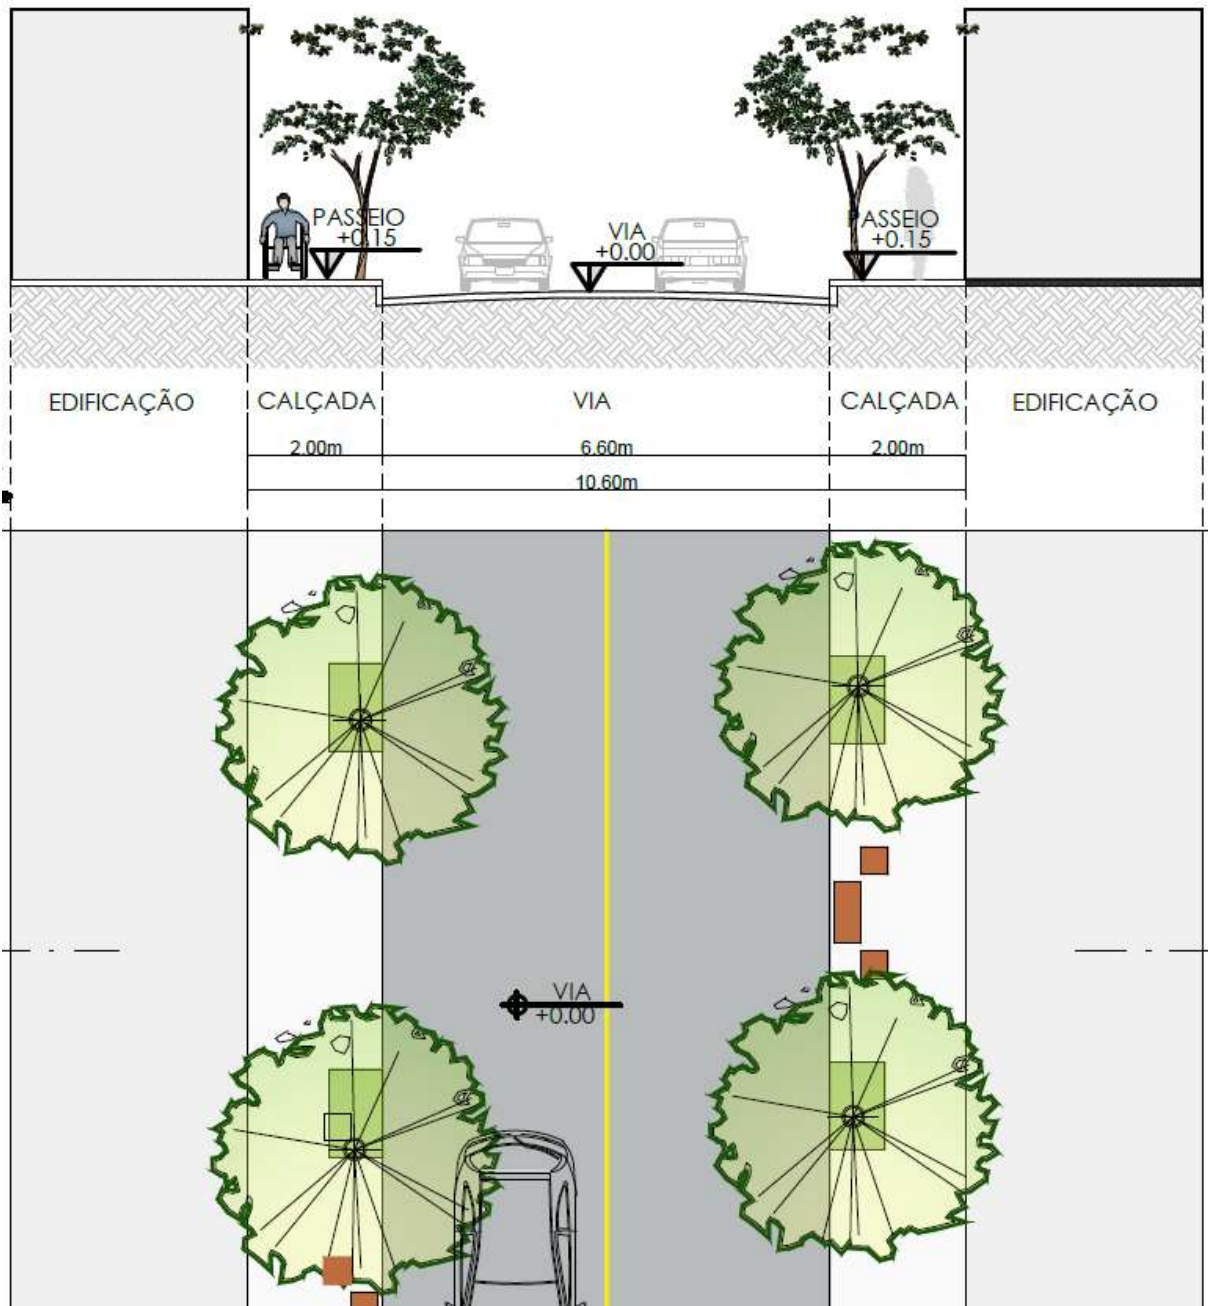 PASSEIO
+0.15
VIA
+0.00
PASSEIO
+0.15
EDIFICAÇÃO
CALÇADA
VIA
CALÇADA
EDIFICAÇÃO
2.00m
6.60m
2.00m
10.60m
VIA
+0.00